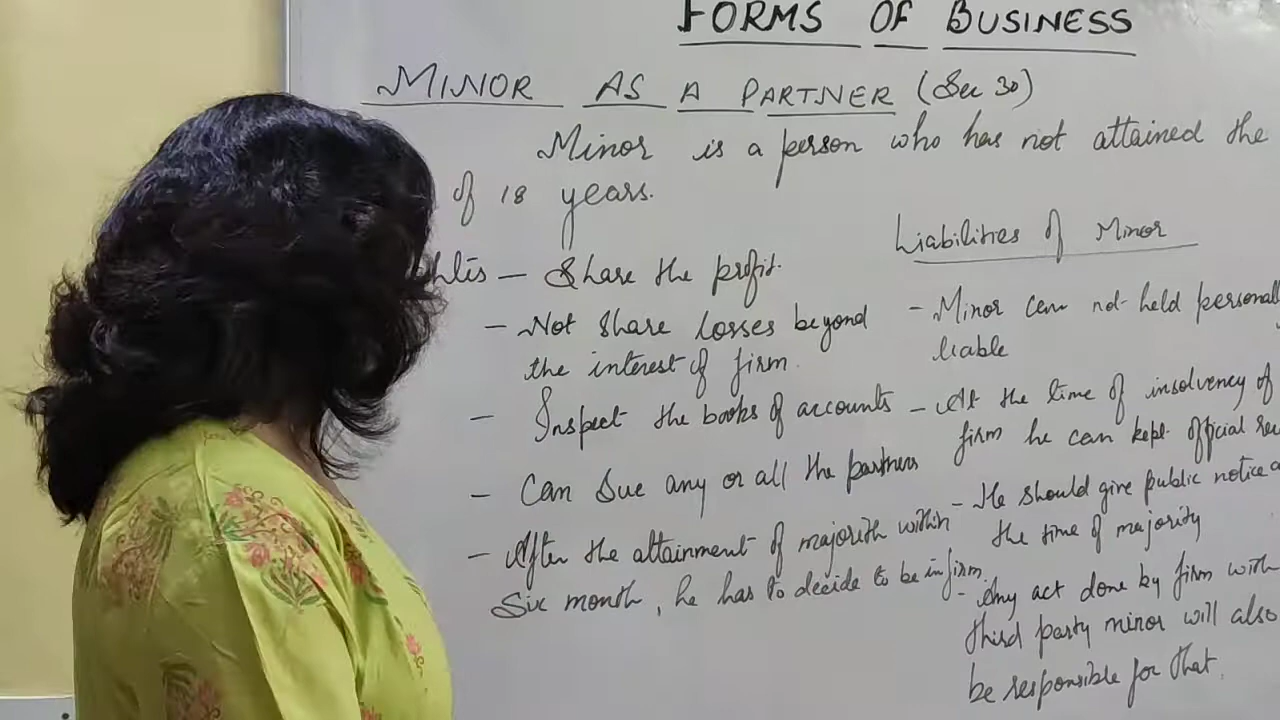 FORMS OF BUSINESS
MINOR AS A PARTNER (Sec 30)
Minor is a person who has not attained the
of 18 years.
Liabilities of Minor
- Share the profit.
- Not share losses beyond
the interest of firm.
- Inspect the books of accounts
- Can sue any or all the partners
- After the attainment of majorith within
six month, he has to decide to be in firm.
- Minor can not held personal
liable
- At the time of insolvency of
firm he can kept official
- He should give public notice
the time of majority
- Any act done by firm with
third party minor will also
be responsible for that.